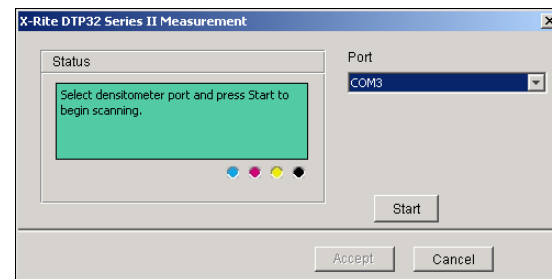 X-Rite DTP32 Series II Measurement
Status
Select densitometer port and press Start to
begin scanning.
Port
COM3
Start
Accept
Cancel